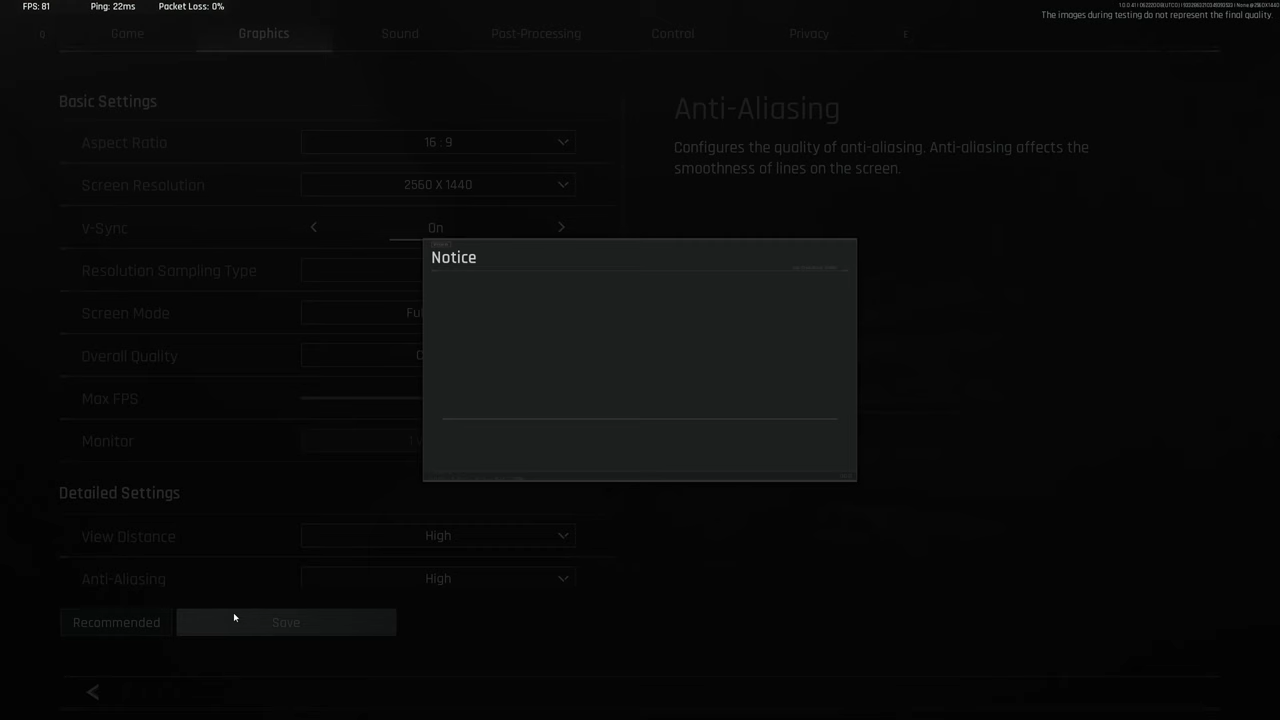 FPS: 81 Ping: 22ms Packet Loss: 0%
The images during testing do not represent the final quality
Q Game Graphics Sound Post-Processing Control Privacy E
Basic Settings
Aspect Ratio 16 : 9
Screen Resolution 2560 X 1440
V-Sync On
Resolution Sampling Type
Screen Mode
Overall Quality
Max FPS
Monitor
Detailed Settings
View Distance High
Anti-Aliasing High
Recommended Save
Anti-Aliasing
Configures the quality of anti-aliasing. Anti-aliasing affects the
smoothness of lines on the screen.
Notice